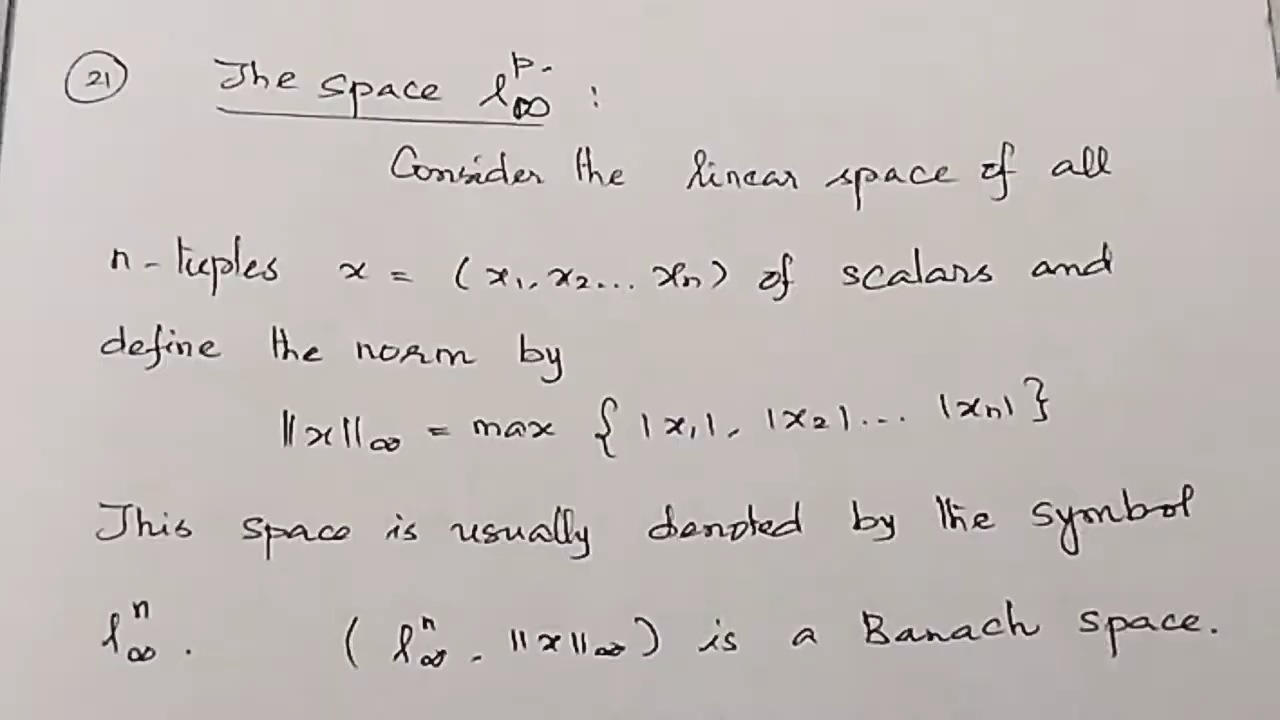 21 The space l∞^p. :
Consider the linear space of all
n-tuples x = (x₁, x₂... xₙ) of scalars and
define the norm by
||x||∞ = max { |x₁|, |x₂|... |xₙ| }
This space is usually denoted by the symbol
l∞^n. ( l∞^n, ||x||∞ ) is a Banach space.